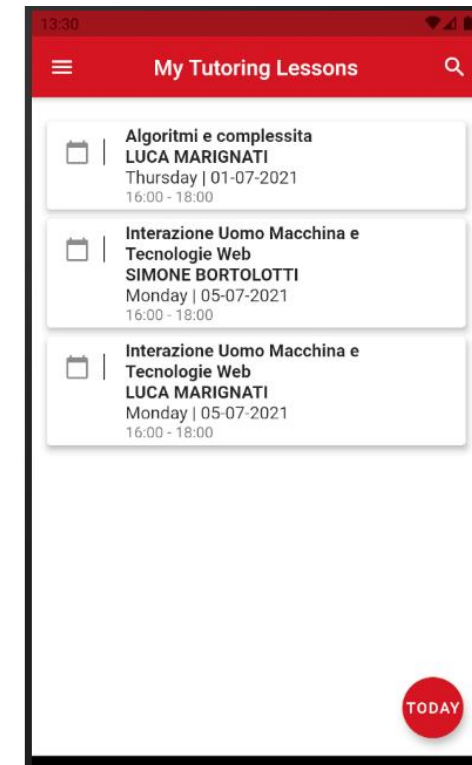 13:30
My Tutoring Lessons
Algoritmi e complessita
LUCA MARIGNATI
Thursday | 01-07-2021
16:00 - 18:00
Interazione Uomo Macchina e
Tecnologie Web
SIMONE BORTOLOTTI
Monday | 05-07-2021
16:00 - 18:00
Interazione Uomo Macchina e
Tecnologie Web
LUCA MARIGNATI
Monday | 05-07-2021
16:00 - 18:00
TODAY